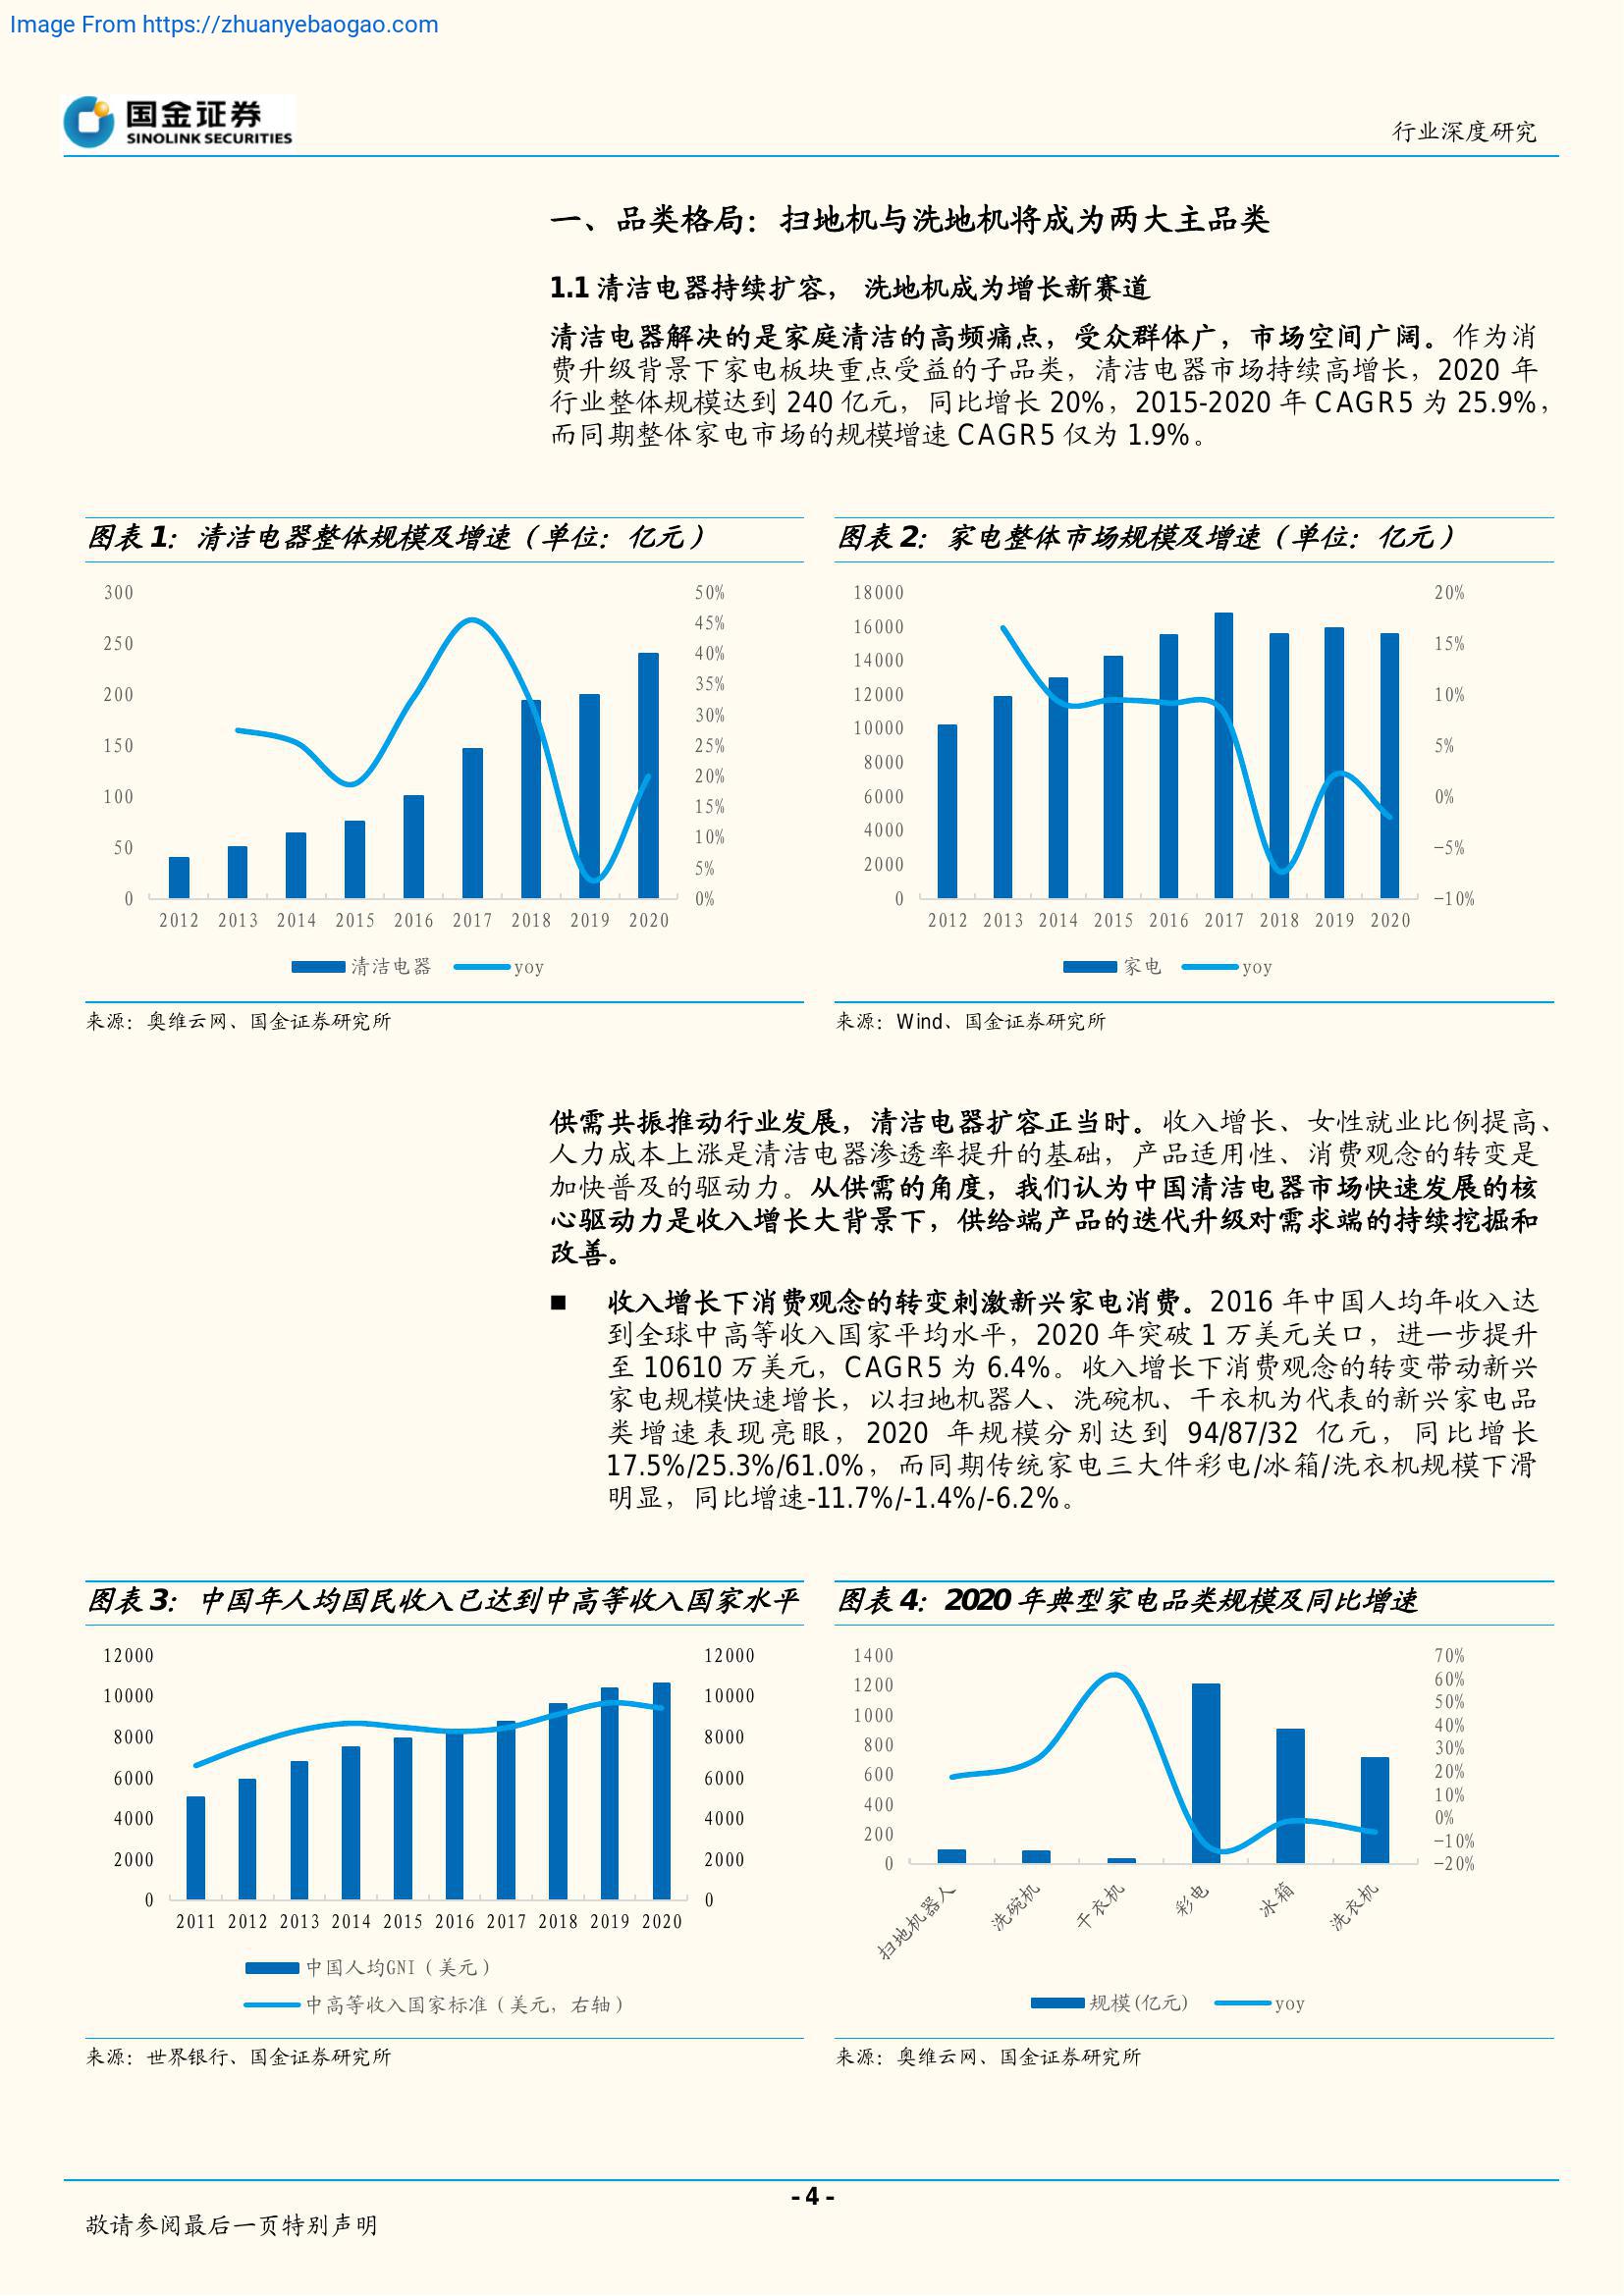 Image From https://zhuanyebaogao.com
国金证券
SINOLINK SECURITIES
行业深度研究
一、品类格局：扫地机与洗地机将成为两大主品类
1.1 清洁电器持续扩容， 洗地机成为增长新赛道
清洁电器解决的是家庭清洁的高频痛点，受众群体广，市场空间广阔。作为消
费升级背景下家电板块重点受益的子品类，清洁电器市场持续高增长，2020 年
行业整体规模达到 240 亿元，同比增长 20%，2015-2020 年 CAGR5 为 25.9%，
而同期整体家电市场的规模增速 CAGR5 仅为 1.9%。
图表1：清洁电器整体规模及增速（单位：亿元）
300
250
200
150
100
50
0
50%
45%
40%
35%
30%
25%
20%
15%
10%
5%
0%
2012 2013 2014 2015 2016 2017 2018 2019 2020
清洁电器 yoy
来源：奥维云网、国金证券研究所
图表2：家电整体市场规模及增速（单位：亿元）
18000
16000
14000
12000
10000
8000
6000
4000
2000
0
20%
15%
10%
5%
0%
-5%
-10%
2012 2013 2014 2015 2016 2017 2018 2019 2020
家电 yoy
来源：Wind、国金证券研究所
供需共振推动行业发展，清洁电器扩容正当时。收入增长、女性就业比例提高、
人力成本上涨是清洁电器渗透率提升的基础，产品适用性、消费观念的转变是
加快普及的驱动力。从供需的角度，我们认为中国清洁电器市场快速发展的核
心驱动力是收入增长大背景下，供给端产品的迭代升级对需求端的持续挖掘和
改善。
■ 收入增长下消费观念的转变刺激新兴家电消费。2016 年中国人均年收入达
到全球中高等收入国家平均水平，2020 年突破 1 万美元关口，进一步提升
至 10610 万美元，CAGR5 为 6.4%。收入增长下消费观念的转变带动新兴
家电规模快速增长，以扫地机器人、洗碗机、干衣机为代表的新兴家电品
类增速表现亮眼，2020 年规模分别达到 94/87/32 亿元，同比增长
17.5%/25.3%/61.0%，而同期传统家电三大件彩电/冰箱/洗衣机规模下滑
明显，同比增速-11.7%/-1.4%/-6.2%。
图表3：中国年人均国民收入已达到中高等收入国家水平
12000
10000
8000
6000
4000
2000
0
12000
10000
8000
6000
4000
2000
0
2011 2012 2013 2014 2015 2016 2017 2018 2019 2020
中国人均GNI（美元）
中高等收入国家标准（美元，右轴）
来源：世界银行、国金证券研究所
图表4：2020 年典型家电品类规模及同比增速
1400
1200
1000
800
600
400
200
0
70%
60%
50%
40%
30%
20%
10%
0%
-10%
-20%
扫地机器人 洗碗机 干衣机 彩电 冰箱 洗衣机
规模(亿元) yoy
来源：奥维云网、国金证券研究所
- 4 -
敬请参阅最后一页特别声明